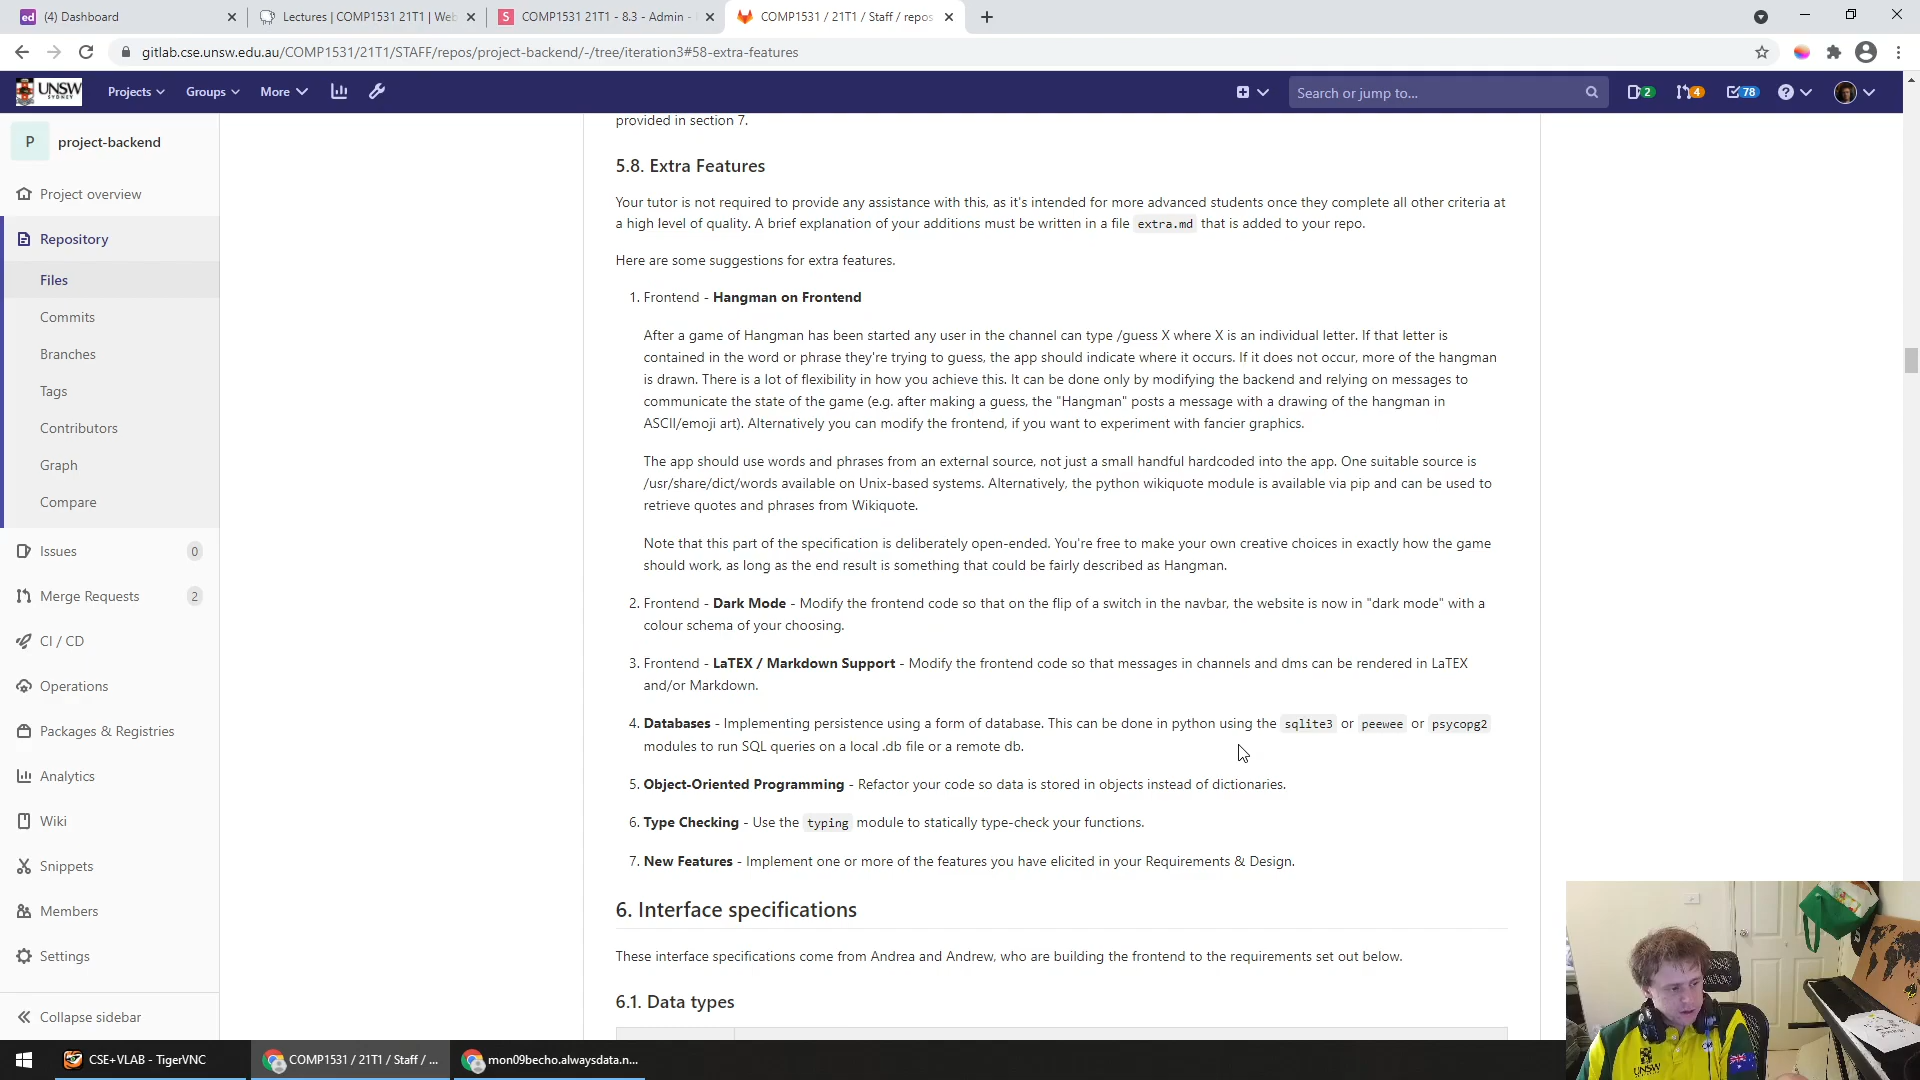 (4) Dashboard
Lectures | COMP1531 21T1 | Web
COMP1531 21T1 - 8.3 - Admin -
COMP1531 / 21T1 / Staff / repos
gitlab.cse.unsw.edu.au/COMP1531/21T1/STAFF/repos/project-backend/-/tree/iteration3#58-extra-features
UNSW
SYDNEY
Projects
Groups
More
Search or jump to...
2
4
78
P
project-backend
Project overview
Repository
Files
Commits
Branches
Tags
Contributors
Graph
Compare
Issues 0
Merge Requests 2
CI / CD
Operations
Packages & Registries
Analytics
Wiki
Snippets
Members
Settings
Collapse sidebar
provided in section 7.
5.8. Extra Features
Your tutor is not required to provide any assistance with this, as it's intended for more advanced students once they complete all other criteria at
a high level of quality. A brief explanation of your additions must be written in a file extra.md that is added to your repo.
Here are some suggestions for extra features.
1. Frontend - Hangman on Frontend
After a game of Hangman has been started any user in the channel can type /guess X where X is an individual letter. If that letter is
contained in the word or phrase they're trying to guess, the app should indicate where it occurs. If it does not occur, more of the hangman
is drawn. There is a lot of flexibility in how you achieve this. It can be done only by modifying the backend and relying on messages to
communicate the state of the game (e.g. after making a guess, the "Hangman" posts a message with a drawing of the hangman in
ASCII/emoji art). Alternatively you can modify the frontend, if you want to experiment with fancier graphics.
The app should use words and phrases from an external source, not just a small handful hardcoded into the app. One suitable source is
/usr/share/dict/words available on Unix-based systems. Alternatively, the python wikiquote module is available via pip and can be used to
retrieve quotes and phrases from Wikiquote.
Note that this part of the specification is deliberately open-ended. You're free to make your own creative choices in exactly how the game
should work, as long as the end result is something that could be fairly described as Hangman.
2. Frontend - Dark Mode - Modify the frontend code so that on the flip of a switch in the navbar, the website is now in "dark mode" with a
colour schema of your choosing.
3. Frontend - LaTEX / Markdown Support - Modify the frontend code so that messages in channels and dms can be rendered in LaTEX
and/or Markdown.
4. Databases - Implementing persistence using a form of database. This can be done in python using the sqlite3 or peewee or psycopg2
modules to run SQL queries on a local .db file or a remote db.
5. Object-Oriented Programming - Refactor your code so data is stored in objects instead of dictionaries.
6. Type Checking - Use the typing module to statically type-check your functions.
7. New Features - Implement one or more of the features you have elicited in your Requirements & Design.
6. Interface specifications
These interface specifications come from Andrea and Andrew, who are building the frontend to the requirements set out below.
6.1. Data types
CSE+VLAB - TigerVNC
COMP1531 / 21T1 / Staff / ...
mon09becho.alwaysdata.n...
UNSW